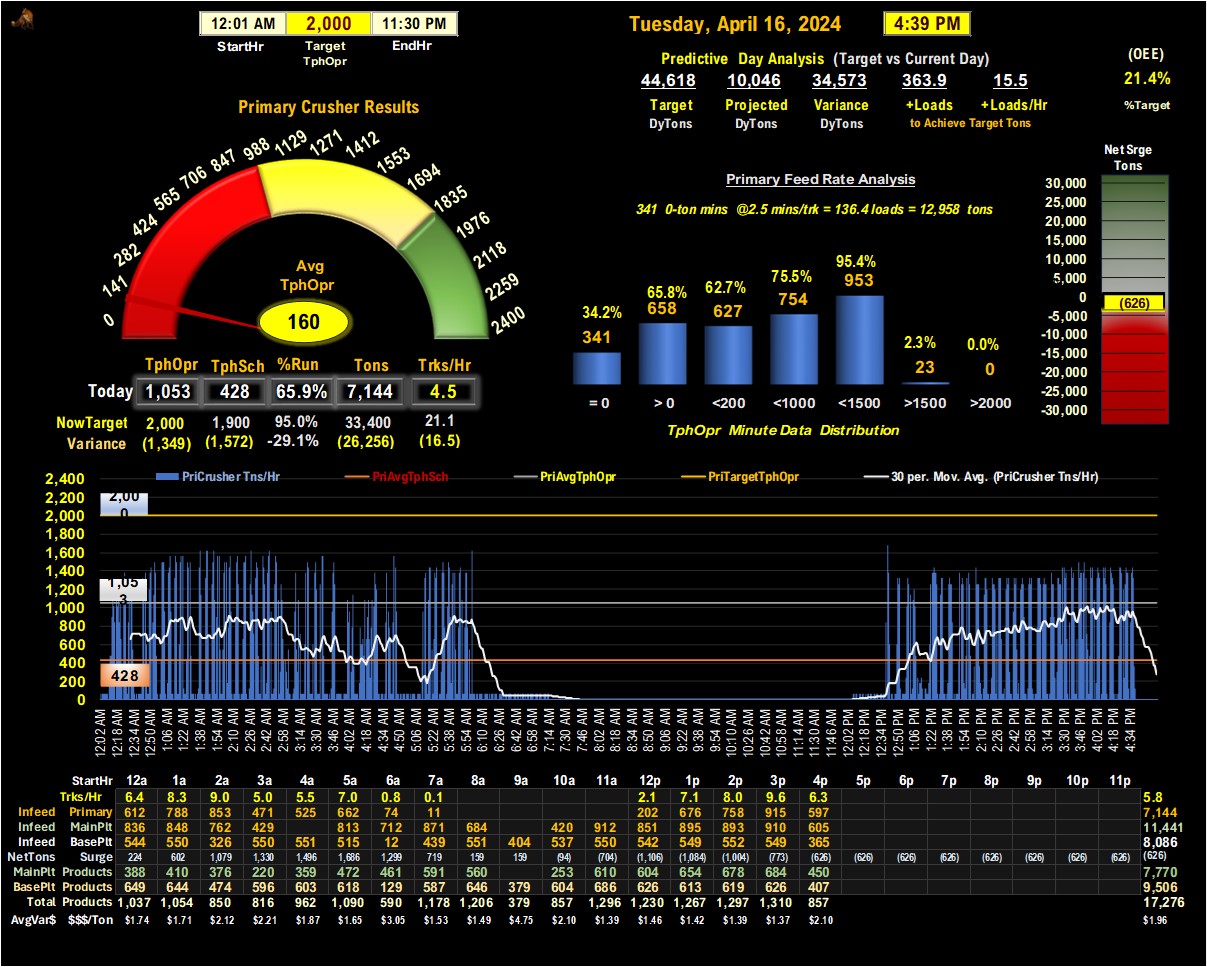 12:01 AM 2,000 11:30 PM
StartHr Target TphOpr EndHr
Tuesday, April 16, 2024 4:39 PM
Predictive Day Analysis (Target vs Current Day)
44,618 10,046 34,573 363.9 15.5
Target Projected Variance +Loads +Loads/Hr
DyTons DyTons DyTons to Achieve Target Tons
(OEE)
21.4%
%Target
Primary Crusher Results
0 141 282 424 565 706 847 988 1129 1271 1412 1553 1694 1835 1976 2118 2259 2400
Avg
TphOpr
160
TphOpr TphSch %Run Tons Trks/Hr
Today 1,053 428 65.9% 7,144 4.5
NowTarget 2,000 1,900 95.0% 33,400 21.1
Variance (1,349) (1,572) -29.1% (26,256) (16.5)
Primary Feed Rate Analysis
341 0-ton mins @2.5 mins/trk = 136.4 loads = 12,958 tons
34.2% 65.8% 62.7% 75.5% 95.4% 2.3% 0.0%
341 658 627 754 953 23 0
= 0 > 0 <200 <1000 <1500 >1500 >2000
TphOpr Minute Data Distribution
Net Srge
Tons
30,000
25,000
20,000
15,000
10,000
5,000
0
(626)
-5,000
-10,000
-15,000
-20,000
-25,000
-30,000
PriCrusher Tns/Hr PriAvgTphSch PriAvgTphOpr PriTargetTphOpr 30 per. Mov. Avg. (PriCrusher Tns/Hr)
2,400
2,200
2,000
1,800
1,600
1,400
1,200
1,000
800
600
400
200
0
2,00
0
1,05
3
428
12:02 AM 12:18 AM 12:34 AM 12:50 AM 1:06 AM 1:22 AM 1:38 AM 1:54 AM 2:10 AM 2:26 AM 2:42 AM 2:58 AM 3:14 AM 3:30 AM 3:46 AM 4:02 AM 4:18 AM 4:34 AM 4:50 AM 5:06 AM 5:22 AM 5:38 AM 5:54 AM 6:10 AM 6:26 AM 6:42 AM 6:58 AM 7:14 AM 7:30 AM 7:46 AM 8:02 AM 8:18 AM 8:34 AM 8:50 AM 9:06 AM 9:22 AM 9:38 AM 9:54 AM 10:10 AM 10:26 AM 10:42 AM 10:58 AM 11:14 AM 11:30 AM 11:46 AM 12:02 PM 12:18 PM 12:34 PM 12:50 PM 1:06 PM 1:22 PM 1:38 PM 1:54 PM 2:10 PM 2:26 PM 2:42 PM 2:58 PM 3:14 PM 3:30 PM 3:46 PM 4:02 PM 4:18 PM 4:34 PM
StartHr 12a 1a 2a 3a 4a 5a 6a 7a 8a 9a 10a 11a 12p 1p 2p 3p 4p 5p 6p 7p 8p 9p 10p 11p
Trks/Hr 6.4 8.3 9.0 5.0 5.5 7.0 0.8 0.1 2.1 7.1 8.0 9.6 6.3 5.8
Infeed Primary 612 788 853 471 525 662 74 11 202 676 758 915 597 7,144
Infeed MainPlt 836 848 762 429 813 712 871 684 420 912 851 895 893 910 605 11,441
Infeed BasePlt 544 550 326 550 551 515 12 439 551 404 537 550 542 549 552 549 365 8,086
NetTons Surge 224 602 1,079 1,330 1,496 1,686 1,299 719 159 159 (94) (704) (1,106) (1,084) (1,004) (773) (626) (626) (626) (626) (626) (626) (626) (626) (626)
MainPlt Products 388 410 376 220 359 472 461 591 560 253 610 604 654 678 684 450 7,770
BasePlt Products 649 644 474 596 603 618 129 587 646 379 604 686 626 613 619 626 407 9,506
Total Products 1,037 1,054 850 816 962 1,090 590 1,178 1,206 379 857 1,296 1,230 1,267 1,297 1,310 857 17,276
AvgVar$ $$$/Ton $1.74 $1.71 $2.12 $2.21 $1.87 $1.65 $3.05 $1.53 $1.49 $4.75 $2.10 $1.39 $1.46 $1.42 $1.39 $1.37 $2.10 $1.96